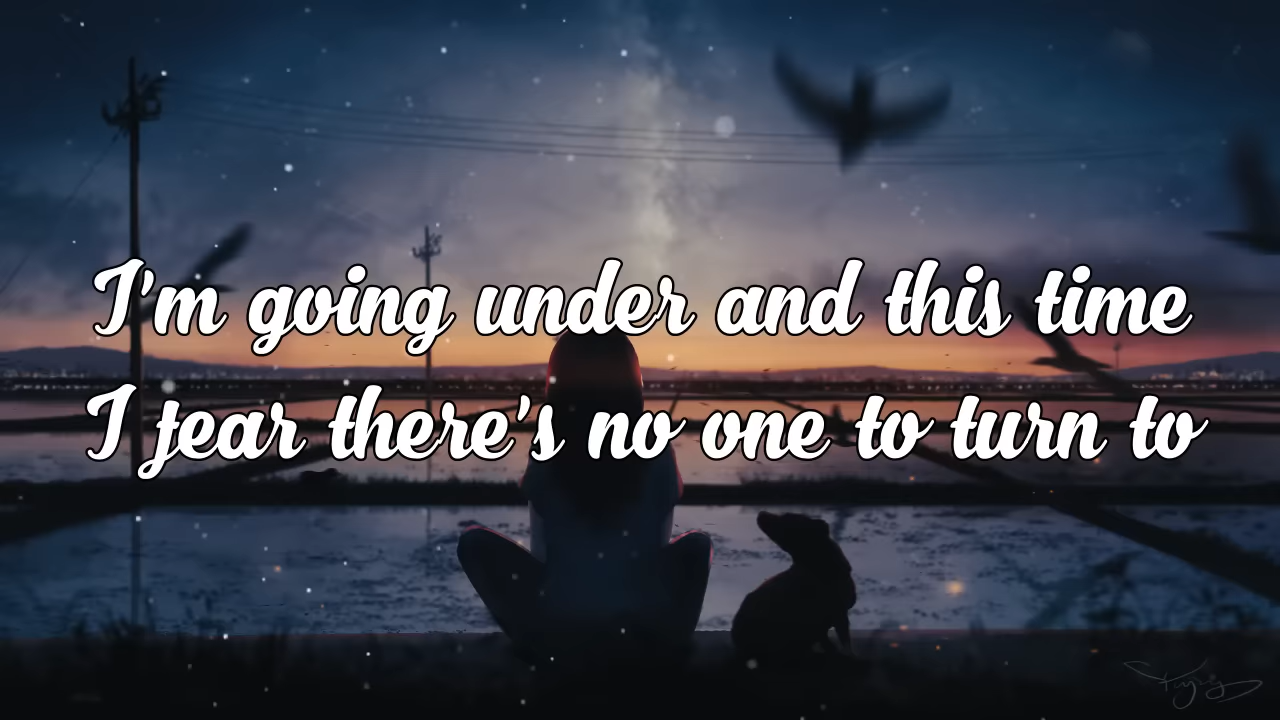 I'm going under and this time
I fear there's no one to turn to